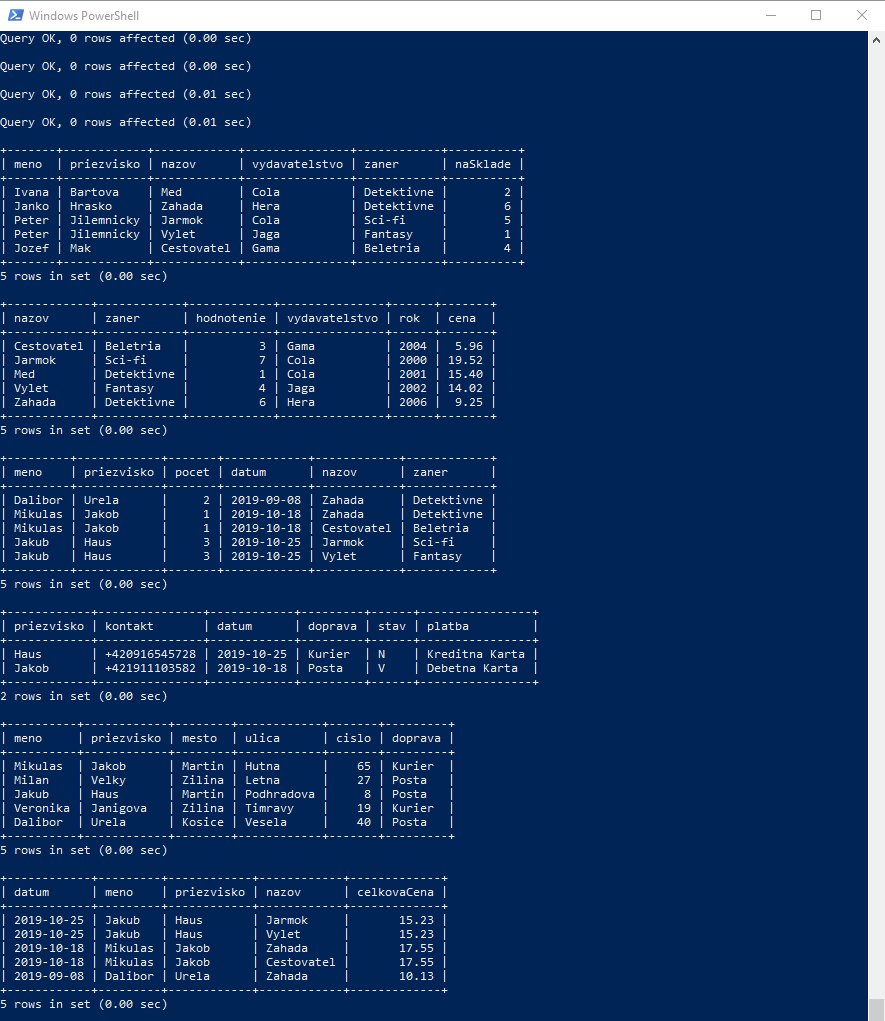 Windows PowerShell
Query OK, 0 rows affected (0.00 sec)
Query OK, 0 rows affected (0.00 sec)
Query OK, 0 rows affected (0.01 sec)
Query OK, 0 rows affected (0.01 sec)
+-------+------------+------------+---------------+------------+----------+
| meno  | priezvisko | nazov      | vydavatelstvo | zaner      | naSklade |
+-------+------------+------------+---------------+------------+----------+
| Ivana | Bartova    | Med        | Cola          | Detektivne |        2 |
| Janko | Hrasko     | Zahada     | Hera          | Detektivne |        6 |
| Peter | Jilemnicky | Jarmok     | Cola          | Sci-fi     |        5 |
| Peter | Jilemnicky | Vylet      | Jaga          | Fantasy    |        1 |
| Jozef | Mak        | Cestovatel | Gama          | Beletria   |        4 |
+-------+------------+------------+---------------+------------+----------+
5 rows in set (0.00 sec)
+------------+------------+-----------+---------------+------+-------+
| nazov      | zaner      | hodnotenie | vydavatelstvo | rok  | cena  |
+------------+------------+-----------+---------------+------+-------+
| Cestovatel | Beletria   |          3 | Gama          | 2004 |  5.96 |
| Jarmok     | Sci-fi     |          7 | Cola          | 2000 | 19.52 |
| Med        | Detektivne |          1 | Cola          | 2001 | 15.40 |
| Vylet      | Fantasy    |          4 | Jaga          | 2002 | 14.02 |
| Zahada     | Detektivne |          6 | Hera          | 2006 |  9.25 |
+------------+------------+-----------+---------------+------+-------+
5 rows in set (0.00 sec)
+---------+------------+-------+------------+------------+------------+
| meno    | priezvisko | pocet | datum      | nazov      | zaner      |
+---------+------------+-------+------------+------------+------------+
| Dalibor | Urela      |     2 | 2019-09-08 | Zahada     | Detektivne |
| Mikulas | Jakob      |     1 | 2019-10-18 | Zahada     | Detektivne |
| Mikulas | Jakob      |     1 | 2019-10-18 | Cestovatel | Beletria   |
| Jakub   | Haus       |     3 | 2019-10-25 | Jarmok     | Sci-fi     |
| Jakub   | Haus       |     3 | 2019-10-25 | Vylet      | Fantasy    |
+---------+------------+-------+------------+------------+------------+
5 rows in set (0.00 sec)
+------------+---------------+------------+---------+------+----------------+
| priezvisko | kontakt       | datum      | doprava | stav | platba         |
+------------+---------------+------------+---------+------+----------------+
| Haus       | +420916545728 | 2019-10-25 | Kurier  | N    | Kreditna Karta |
| Jakob      | +421911103582 | 2019-10-18 | Posta   | V    | Debetna Karta  |
+------------+---------------+------------+---------+------+----------------+
2 rows in set (0.00 sec)
+----------+------------+--------+------------+-------+---------+
| meno     | priezvisko | mesto  | ulica      | cislo | doprava |
+----------+------------+--------+------------+-------+---------+
| Mikulas  | Jakob      | Martin | Hutna      |    65 | Kurier  |
| Milan    | Velky      | Zilina | Letna      |    27 | Posta   |
| Jakub    | Haus       | Martin | Podhradova |     8 | Posta   |
| Veronika | Janigova   | Zilina | Timravy    |    19 | Kurier  |
| Dalibor  | Urela      | Kosice | Vesela     |    40 | Posta   |
+----------+------------+--------+------------+-------+---------+
5 rows in set (0.00 sec)
+------------+---------+------------+------------+-------------+
| datum      | meno    | priezvisko | nazov      | celkovaCena |
+------------+---------+------------+------------+-------------+
| 2019-10-25 | Jakub   | Haus       | Jarmok     |       15.23 |
| 2019-10-25 | Jakub   | Haus       | Vylet      |       15.23 |
| 2019-10-18 | Mikulas | Jakob      | Zahada     |       17.55 |
| 2019-10-18 | Mikulas | Jakob      | Cestovatel |       17.55 |
| 2019-09-08 | Dalibor | Urela      | Zahada     |       10.13 |
+------------+---------+------------+------------+-------------+
5 rows in set (0.00 sec)